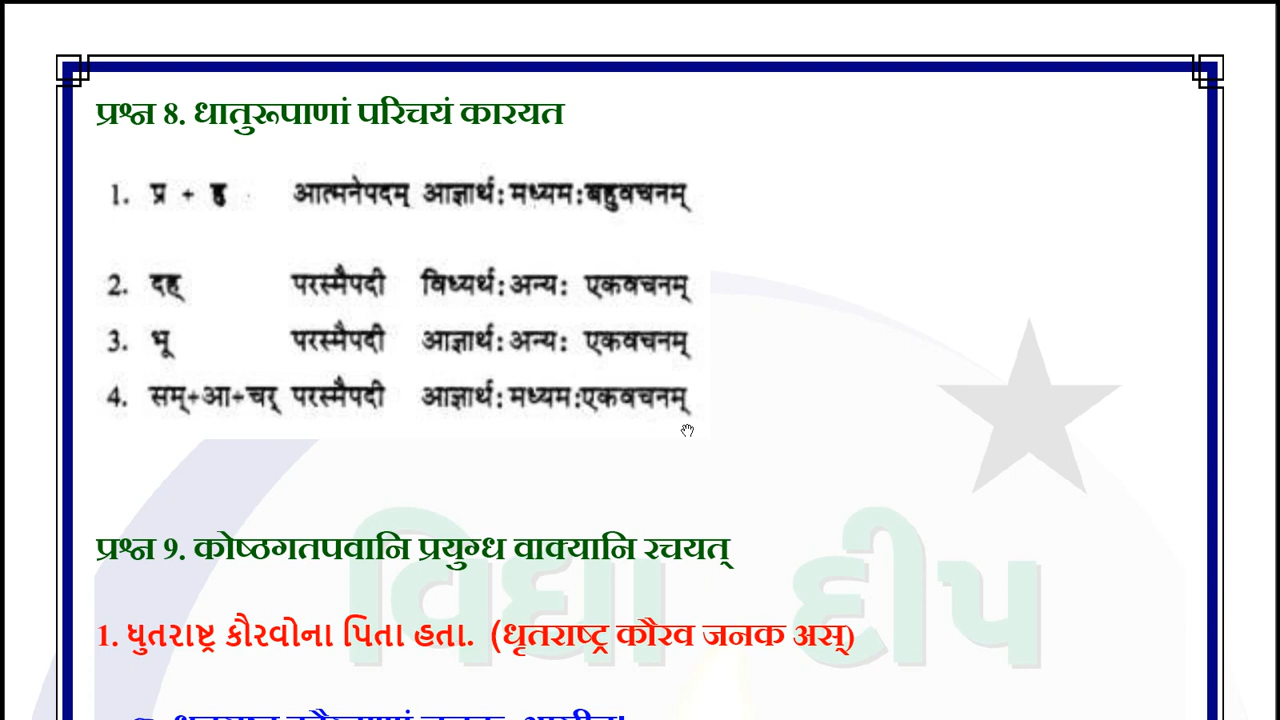 प्रश्न 8. धातुरूपाणां परिचयं कारयत
1. प्र + ह्र आत्मनेपदम् आज्ञार्थ: मध्यम: बहुवचनम्
2. दह् परस्मैपदी विध्यर्थ: अन्य: एकवचनम्
3. भू परस्मैपदी आज्ञार्थ: अन्य: एकवचनम्
4. सम्+आ+चर् परस्मैपदी आज्ञार्थ: मध्यम: एकवचनम्
प्रश्न 9. कोष्ठगतपवानि प्रयुग्ध वाक्यानि रचयत्
વિદ્યા દીપ
1. ધુતરાષ્ટ્ર કૌરવોના પિતા હતા. (धृतराष्ट्र कौरव जनक अस्)